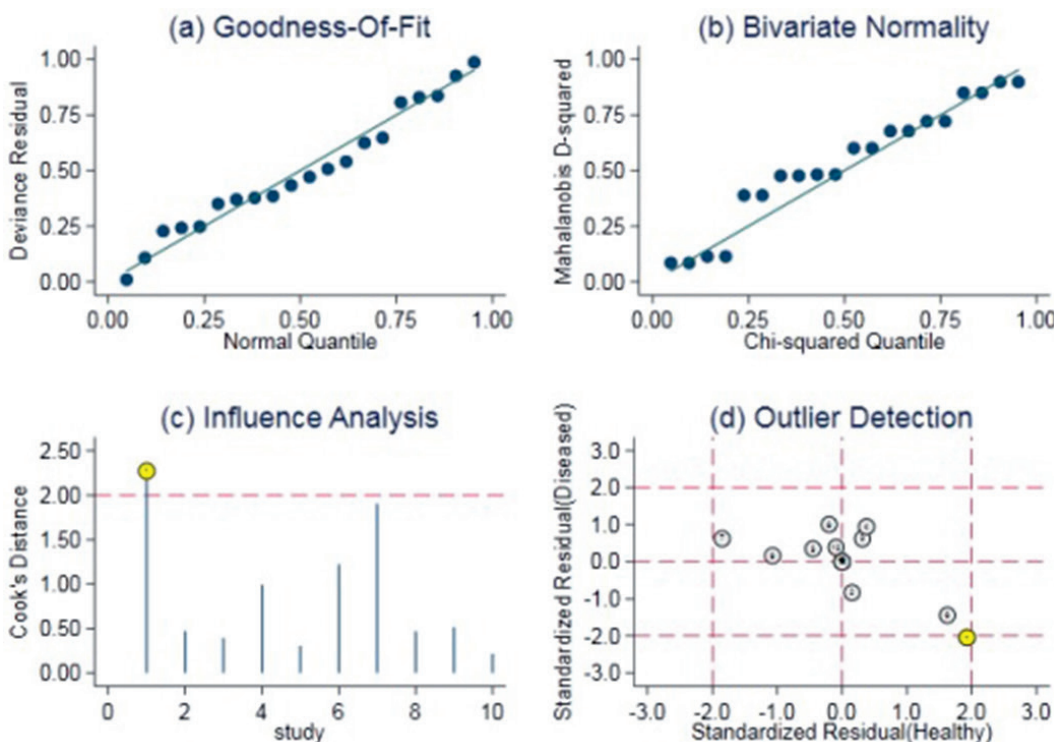 (a) Goodness-Of-Fit
Deviance Residual
1.00
0.75
0.50
0.25
0.00
0.00 0.25 0.50 0.75 1.00
Normal Quantile
(b) Bivariate Normality
Mahalanobis D-squared
1.00
0.75
0.50
0.25
0.00
0.00 0.25 0.50 0.75 1.00
Chi-squared Quantile
(c) Influence Analysis
Cook's Distance
2.50
2.00
1.50
1.00
0.50
0.00
0 2 4 6 8 10
study
(d) Outlier Detection
Standardized Residual(Diseased)
3.0
2.0
1.0
0.0
-1.0
-2.0
-3.0
-3.0 -2.0 -1.0 0.0 1.0 2.0 3.0
Standardized Residual(Healthy)